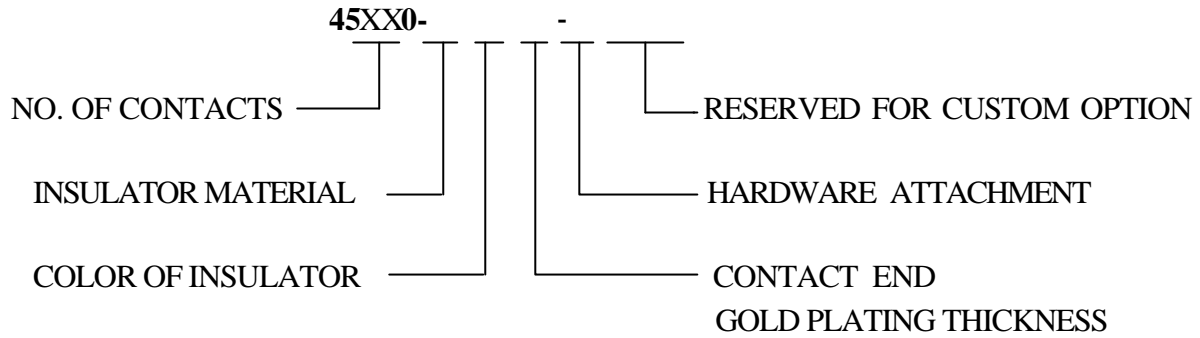 45XX0- -
NO. OF CONTACTS
RESERVED FOR CUSTOM OPTION
INSULATOR MATERIAL
HARDWARE ATTACHMENT
COLOR OF INSULATOR
CONTACT END
GOLD PLATING THICKNESS